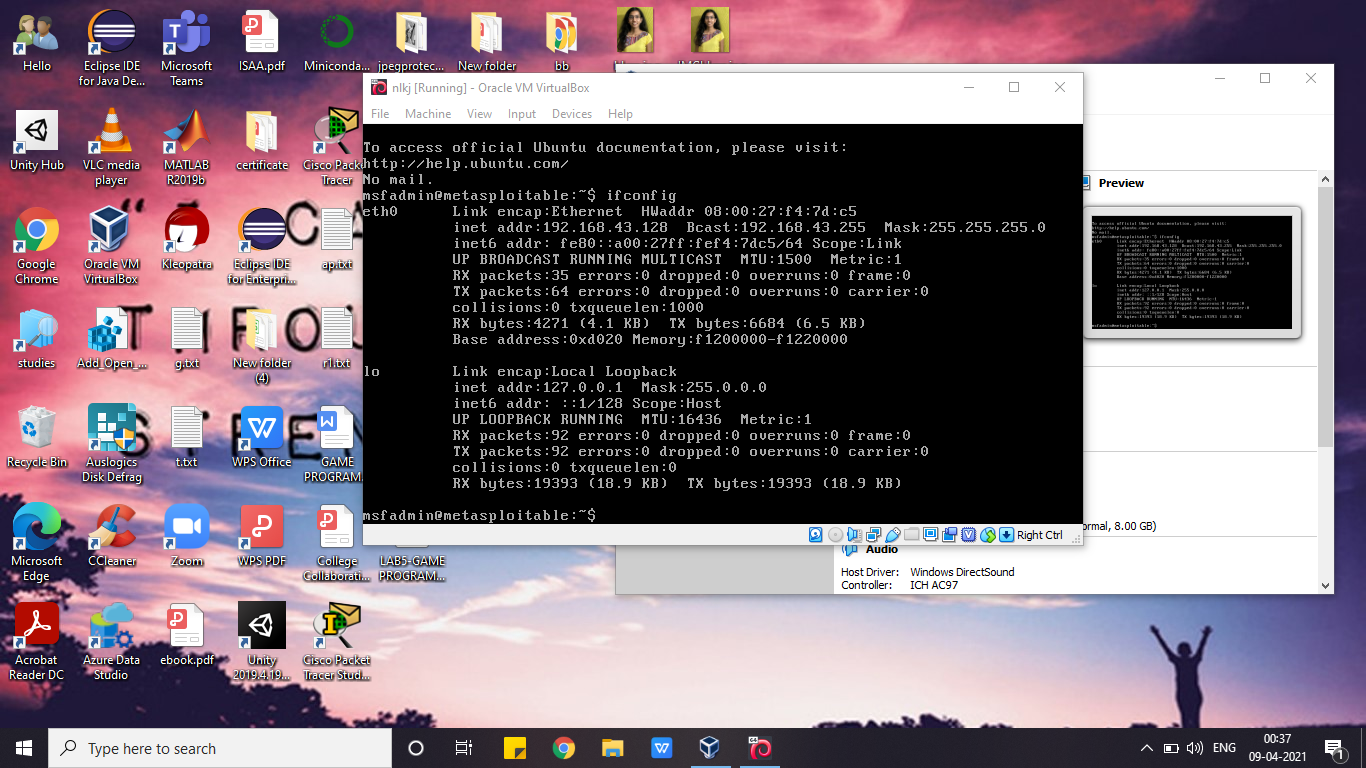 Hello
Eclipse IDE
for Java De...
Microsoft
Teams
ISAA.pdf
Miniconda...
jpegprotec...
New folder
bb
Unity Hub
VLC media
player
MATLAB
R2019b
certificate
Cisco Packet
Tracer
Google
Chrome
Oracle VM
VirtualBox
Kleopatra
Eclipse IDE
for Enterpri...
ap.txt
studies
Add_Open_...
g.txt
New folder
(4)
r1.txt
Recycle Bin
Auslogics
Disk Defrag
t.txt
WPS Office
GAME
PROGRAM
Microsoft
Edge
CCleaner
Zoom
WPS PDF
College
Collaborati...
LAB5-GAME
PROGRAM...
Acrobat
Reader DC
Azure Data
Studio
ebook.pdf
Unity
2019.4.19...
Cisco Packet
Tracer Stud...
nlkj [Running] - Oracle VM VirtualBox
File Machine View Input Devices Help
To access official Ubuntu documentation, please visit:
http://help.ubuntu.com/
No mail.
msfadmin@metasploitable:~$ ifconfig
eth0 Link encap:Ethernet HWaddr 08:00:27:f4:7d:c5
inet addr:192.168.43.128 Bcast:192.168.43.255 Mask:255.255.255.0
inet6 addr: fe80::a00:27ff:fef4:7dc5/64 Scope:Link
UP BROADCAST RUNNING MULTICAST MTU:1500 Metric:1
RX packets:35 errors:0 dropped:0 overruns:0 frame:0
TX packets:64 errors:0 dropped:0 overruns:0 carrier:0
collisions:0 txqueuelen:1000
RX bytes:4271 (4.1 KB) TX bytes:6684 (6.5 KB)
Base address:0xd020 Memory:f1200000-f1220000
lo Link encap:Local Loopback
inet addr:127.0.0.1 Mask:255.0.0.0
inet6 addr: ::1/128 Scope:Host
UP LOOPBACK RUNNING MTU:16436 Metric:1
RX packets:92 errors:0 dropped:0 overruns:0 frame:0
TX packets:92 errors:0 dropped:0 overruns:0 carrier:0
collisions:0 txqueuelen:0
RX bytes:19393 (18.9 KB) TX bytes:19393 (18.9 KB)
msfadmin@metasploitable:~$
Right Ctrl
Preview
ormal, 8.00 GB)
Audio
Host Driver: Windows DirectSound
Controller: ICH AC97
Type here to search
ENG
00:37
09-04-2021
1